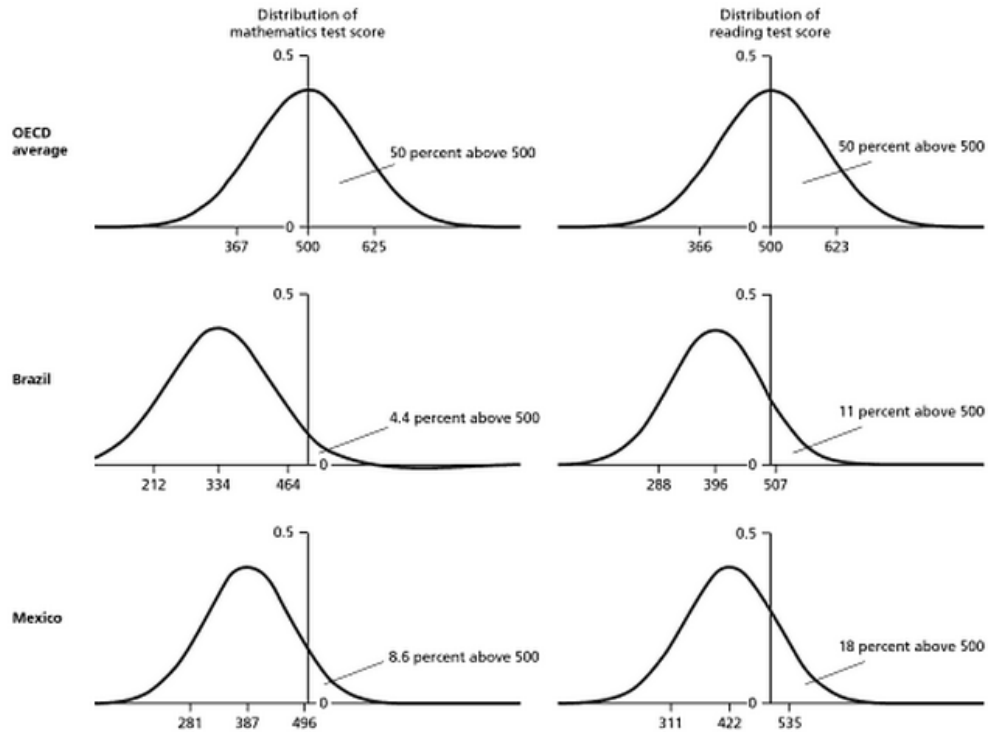 Distribution of
mathematics test score
Distribution of
reading test score
OECD
average
0.5
50 percent above 500
0
367 500 625
0.5
50 percent above 500
0
366 500 623
Brazil
0.5
4.4 percent above 500
0
212 334 464
0.5
11 percent above 500
0
288 396 507
Mexico
0.5
8.6 percent above 500
0
281 387 496
0.5
18 percent above 500
0
311 422 535